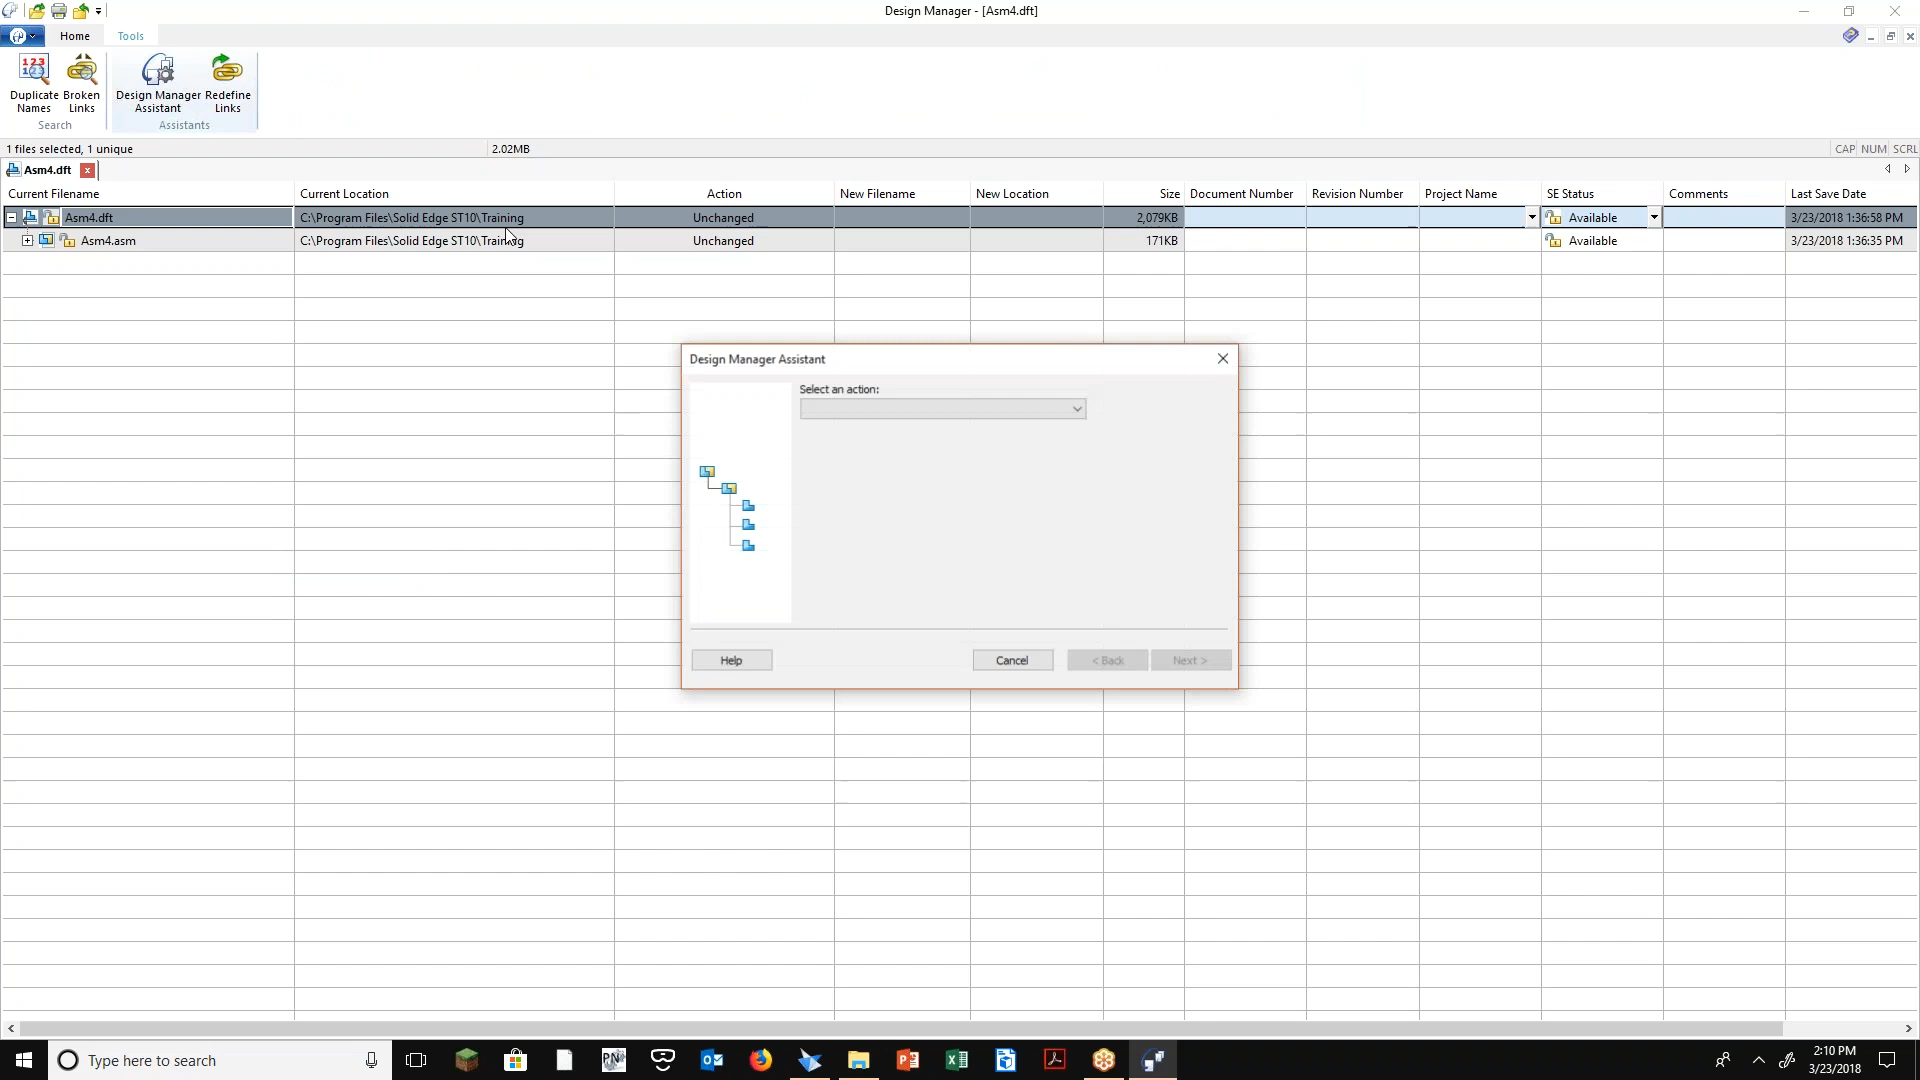 Design Manager - [Asm4.dft]
Home Tools
Duplicate Names
Broken Links
Design Manager Assistant
Redefine Links
Search Assistants
1 files selected, 1 unique 2.02MB CAP NUM SCRL
Asm4.dft
Current Filename Current Location Action New Filename New Location Size Document Number Revision Number Project Name SE Status Comments Last Save Date
Asm4.dft C:\Program Files\Solid Edge ST10\Training Unchanged 2,079KB Available 3/23/2018 1:36:58 PM
Asm4.asm C:\Program Files\Solid Edge ST10\Training Unchanged 171KB Available 3/23/2018 1:36:35 PM
Design Manager Assistant
Select an action:
Help Cancel < Back Next >
Type here to search
2:10 PM
3/23/2018